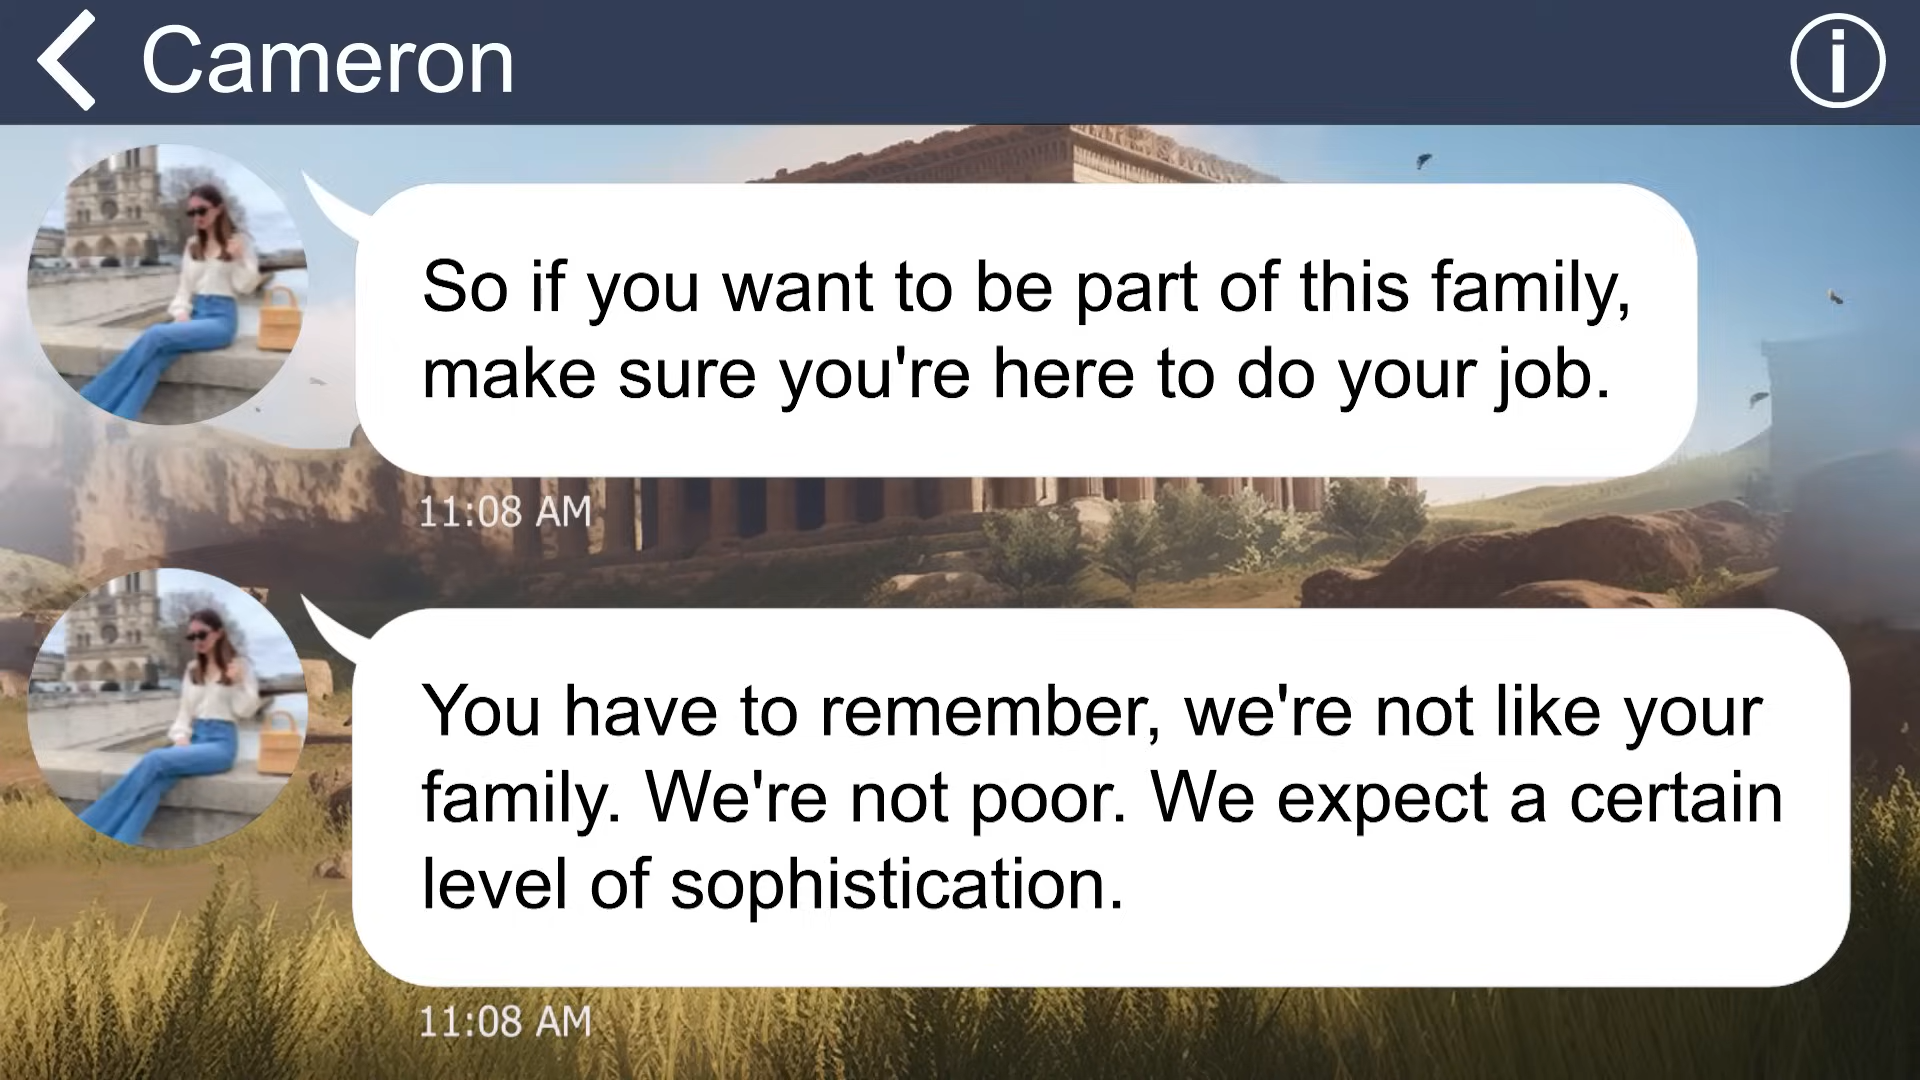 Cameron
So if you want to be part of this family,
make sure you're here to do your job.
11:08 AM
You have to remember, we're not like your
family. We're not poor. We expect a certain
level of sophistication.
11:08 AM